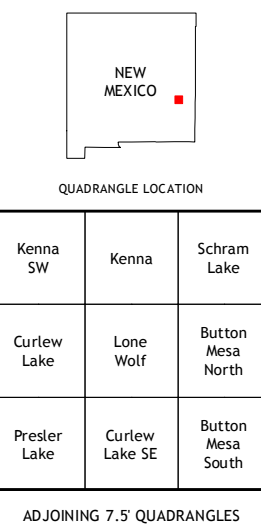 NEW
MEXICO
QUADRANGLE LOCATION
Kenna
SW
Kenna
Schram
Lake
Curlew
Lake
Lone
Wolf
Button
Mesa
North
Presler
Lake
Curlew
Lake SE
Button
Mesa
South
ADJOINING 7.5' QUADRANGLES